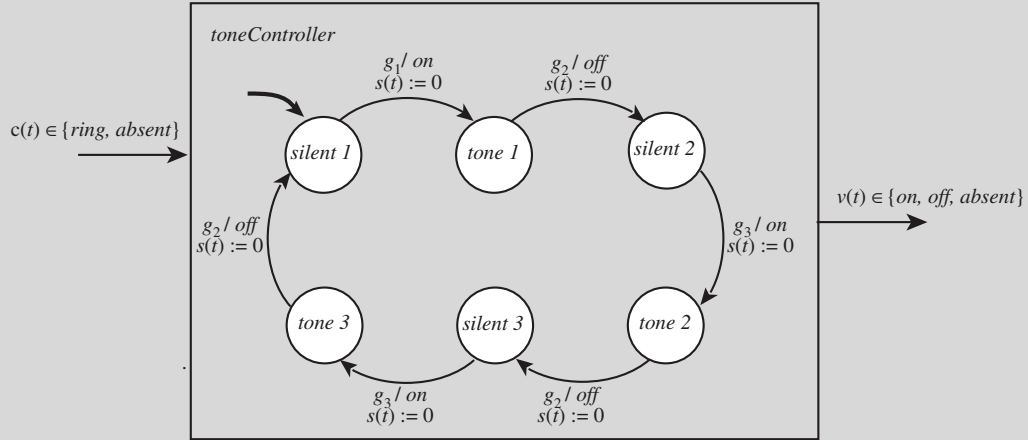 toneController
g₁/ on
s(t) := 0
g₂/ off
s(t) := 0
c(t) ∈ {ring, absent}
silent 1
tone 1
silent 2
v(t) ∈ {on, off, absent}
g₂/ off
s(t) := 0
g₃/ on
s(t) := 0
tone 3
silent 3
tone 2
g₃/ on
s(t) := 0
g₂/ off
s(t) := 0